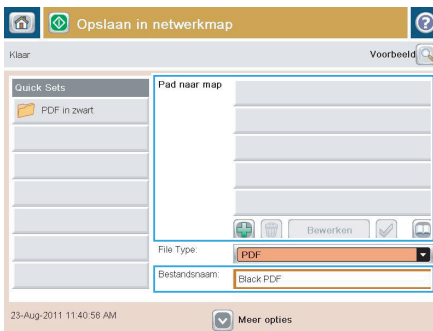 Opslaan in netwerkmap
Klaar
Voorbeeld
Quick Sets
PDF in zwart
Pad naar map
Bewerken
File Type:
PDF
Bestandsnaam:
Black PDF
23-Aug-2011 11:40:58 AM
Meer opties